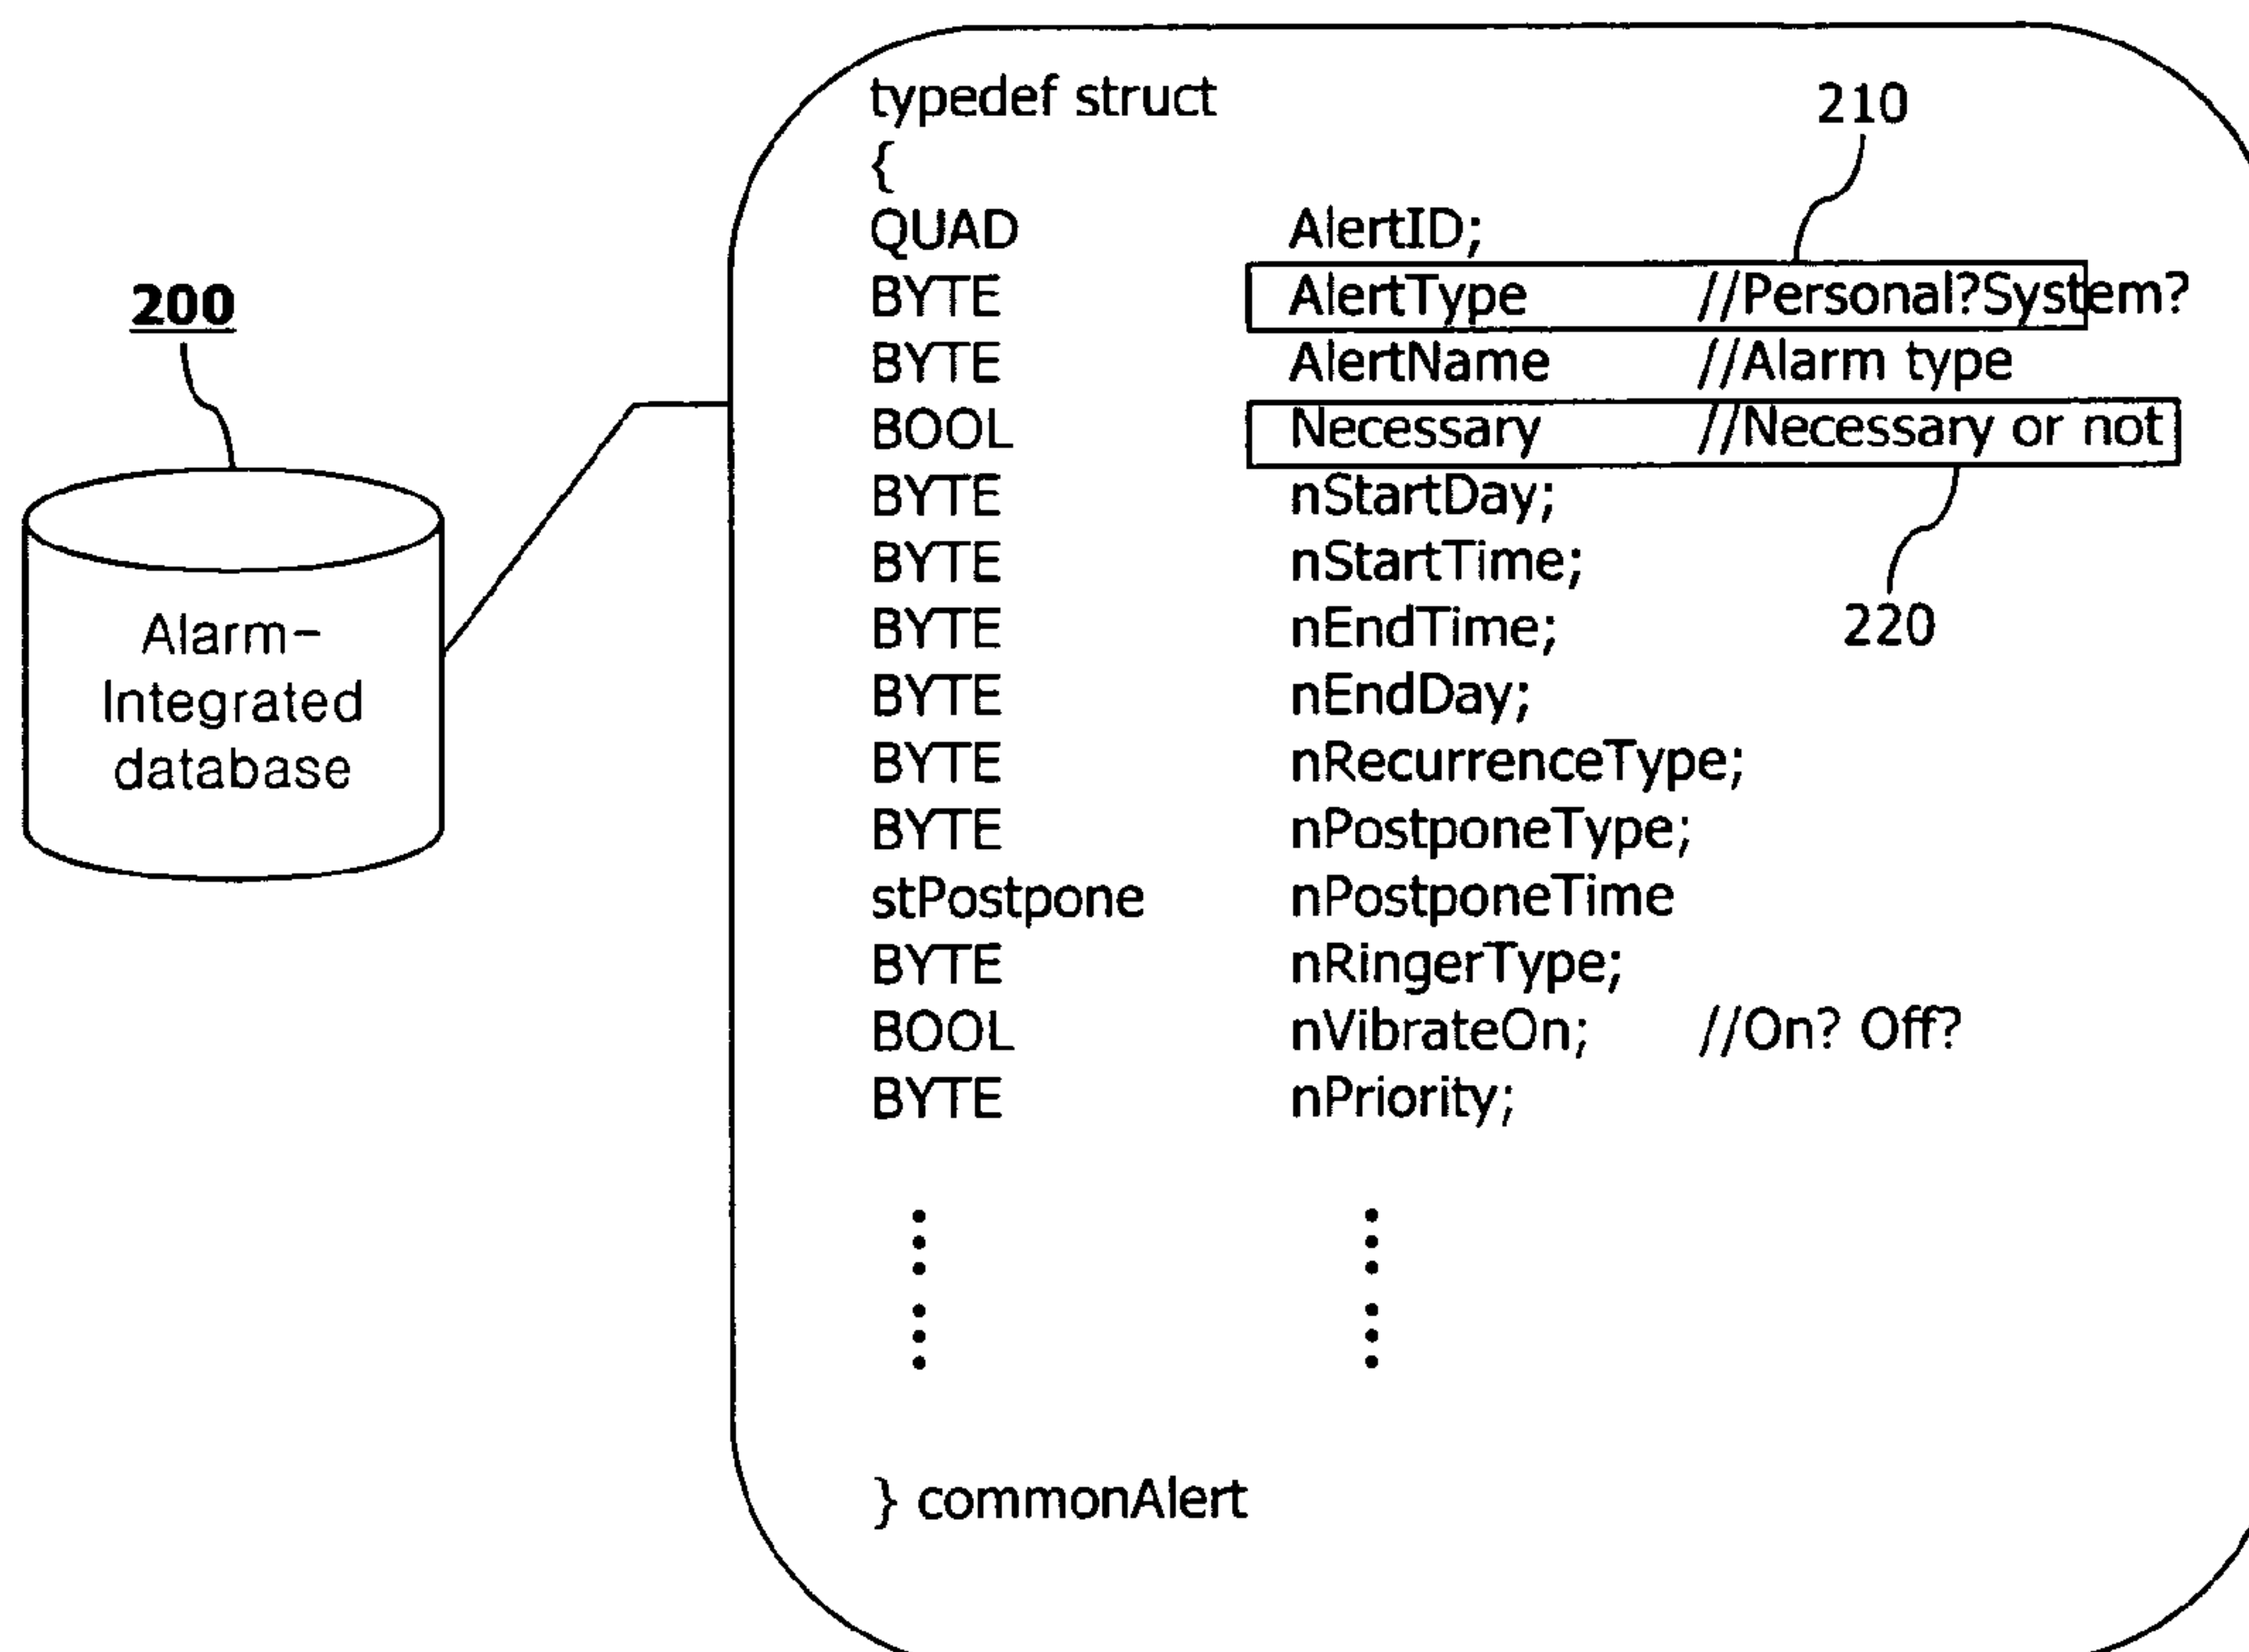 typedef struct
210
{
QUAD AlertID;
200
BYTE AlertType //Personal?System?
BYTE AlertName //Alarm type
BOOL Necessary //Necessary or not
BYTE nStartDay;
BYTE nStartTime;
BYTE nEndTime;
220
Alarm-
Integrated
database
BYTE nEndDay;
BYTE nRecurrenceType;
BYTE nPostponeType;
stPostpone nPostponeTime
BYTE nRingerType;
BOOL nVibrateOn; //On? Off?
BYTE nPriority;
} commonAlert